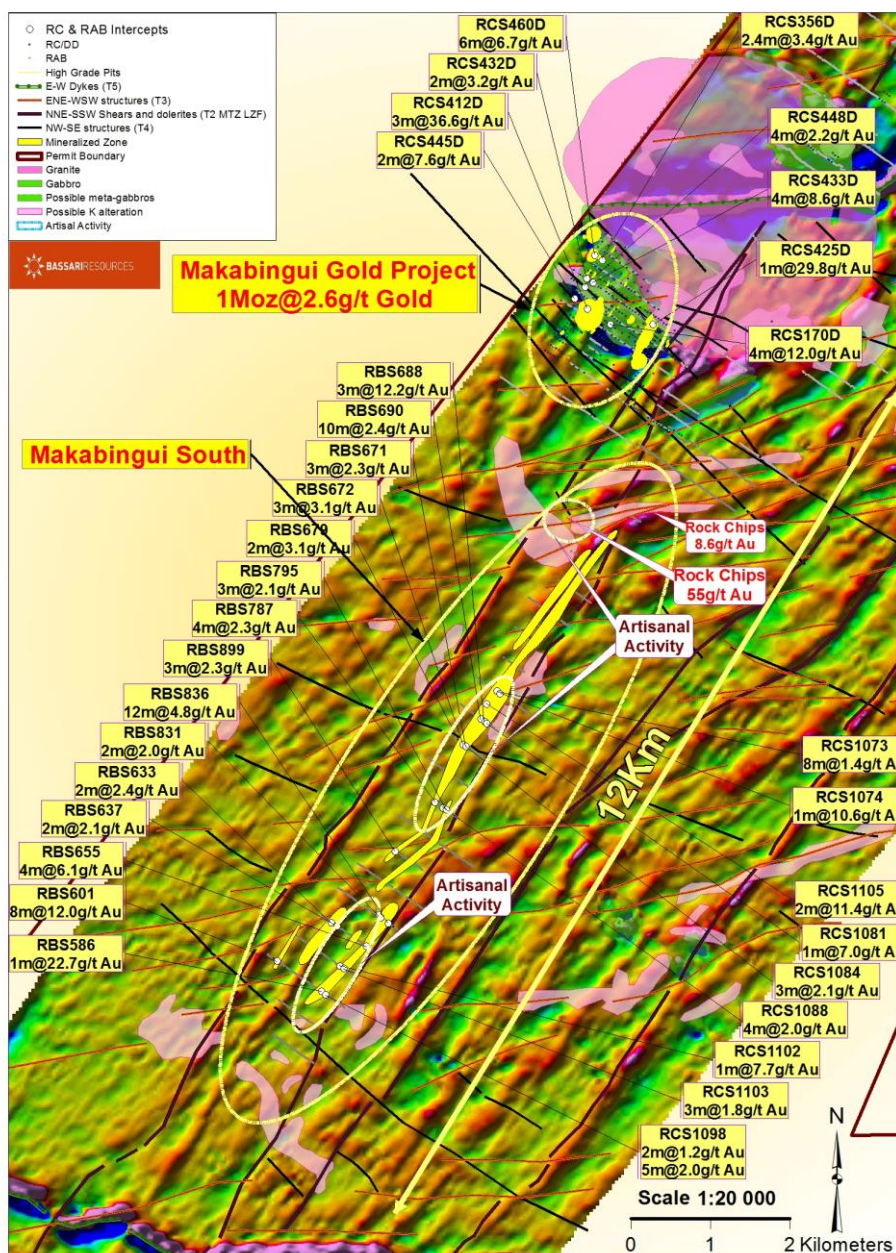 RC & RAB Intercepts
RC/DD
RAB
High Grade Pits
E-W Dykes (T5)
ENE-WSW structures (T3)
NNE-SSW Shears and dolerites (T2 MTZ LZF)
NW-SE structures (T4)
Mineralized Zone
Permit Boundary
Granite
Gabbro
Possible meta-gabbros
Possible K alteration
Artisal Activity
BASSARI RESOURCES
RCS460D
6m@6.7g/t Au
RCS432D
2m@3.2g/t Au
RCS412D
3m@36.6g/t Au
RCS445D
2m@7.6g/t Au
RCS356D
2.4m@3.4g/t Au
RCS448D
4m@2.2g/t Au
RCS433D
4m@8.6g/t Au
RCS425D
1m@29.8g/t Au
RCS170D
4m@12.0g/t Au
Makabingui Gold Project
1Moz@2.6g/t Gold
RBS688
3m@12.2g/t Au
RBS690
10m@2.4g/t Au
RBS671
3m@2.3g/t Au
Makabingui South
RBS672
3m@3.1g/t Au
RBS679
2m@3.1g/t Au
RBS795
3m@2.1g/t Au
RBS787
4m@2.3g/t Au
RBS899
3m@2.3g/t Au
RBS836
12m@4.8g/t Au
RBS831
2m@2.0g/t Au
RBS633
2m@2.4g/t Au
RBS637
2m@2.1g/t Au
RBS655
4m@6.1g/t Au
RBS601
8m@12.0g/t Au
RBS586
1m@22.7g/t Au
Rock Chips
8.6g/t Au
Rock Chips
55g/t Au
Artisanal
Activity
12Km
Artisanal
Activity
RCS1073
8m@1.4g/t A
RCS1074
1m@10.6g/t A
RCS1105
2m@11.4g/t A
RCS1081
1m@7.0g/t A
RCS1084
3m@2.1g/t Au
RCS1088
4m@2.0g/t Au
RCS1102
1m@7.7g/t Au
RCS1103
3m@1.8g/t Au
RCS1098
2m@1.2g/t Au
5m@2.0g/t Au
N
Scale 1:20 000
0 1 2 Kilometers